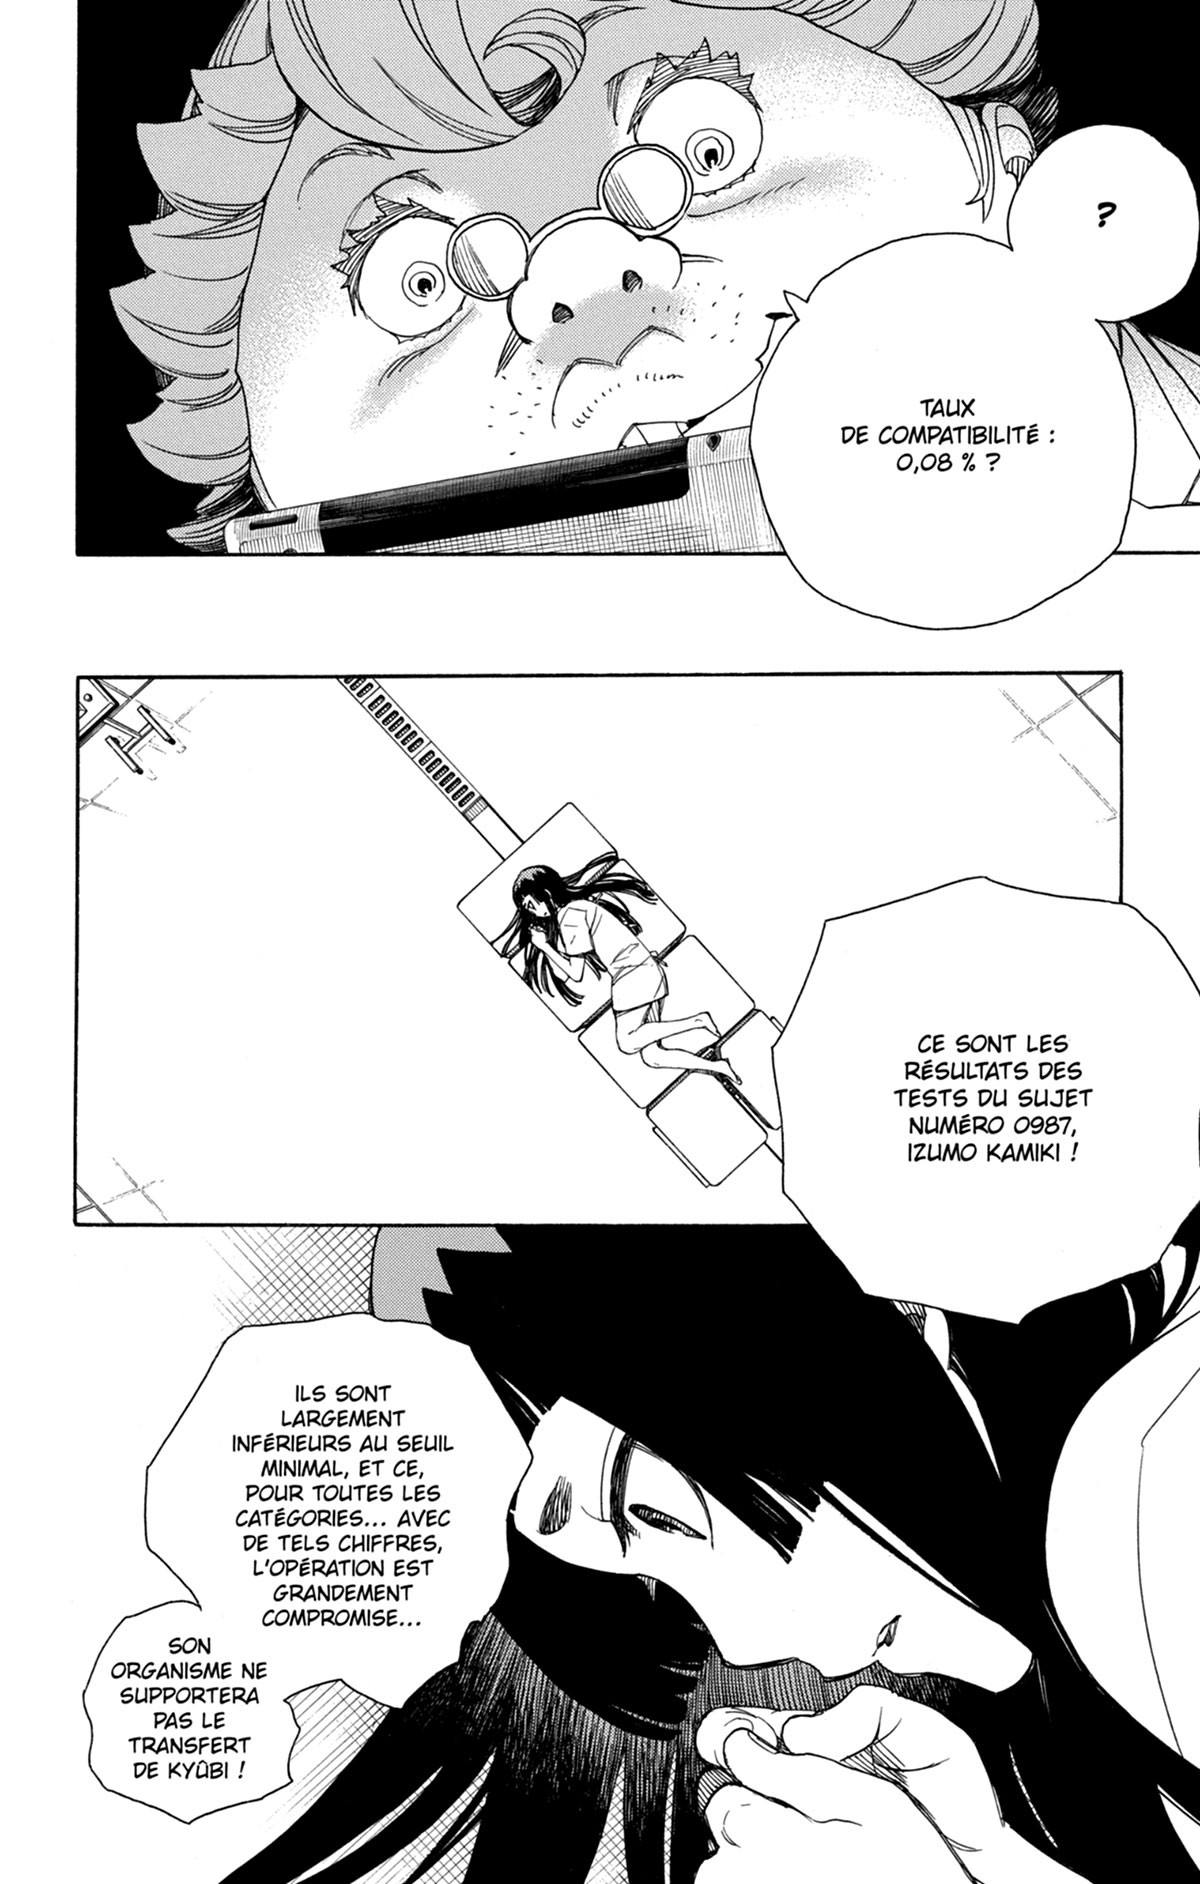 ?
TAUX
DE COMPATIBILITÉ :
0,08 % ?
CE SONT LES
RÉSULTATS DES
TESTS DU SUJET
NUMÉRO 0987,
IZUMO KAMIKI !
ILS SONT
LARGEMENT
INFÉRIEURS AU SEUIL
MINIMAL, ET CE,
POUR TOUTES LES
CATÉGORIES... AVEC
DE TELS CHIFFRES,
L'OPÉRATION EST
GRANDEMENT
COMPROMISE...
SON
ORGANISME NE
SUPPORTERA
PAS LE
TRANSFERT
DE KYÛBI !